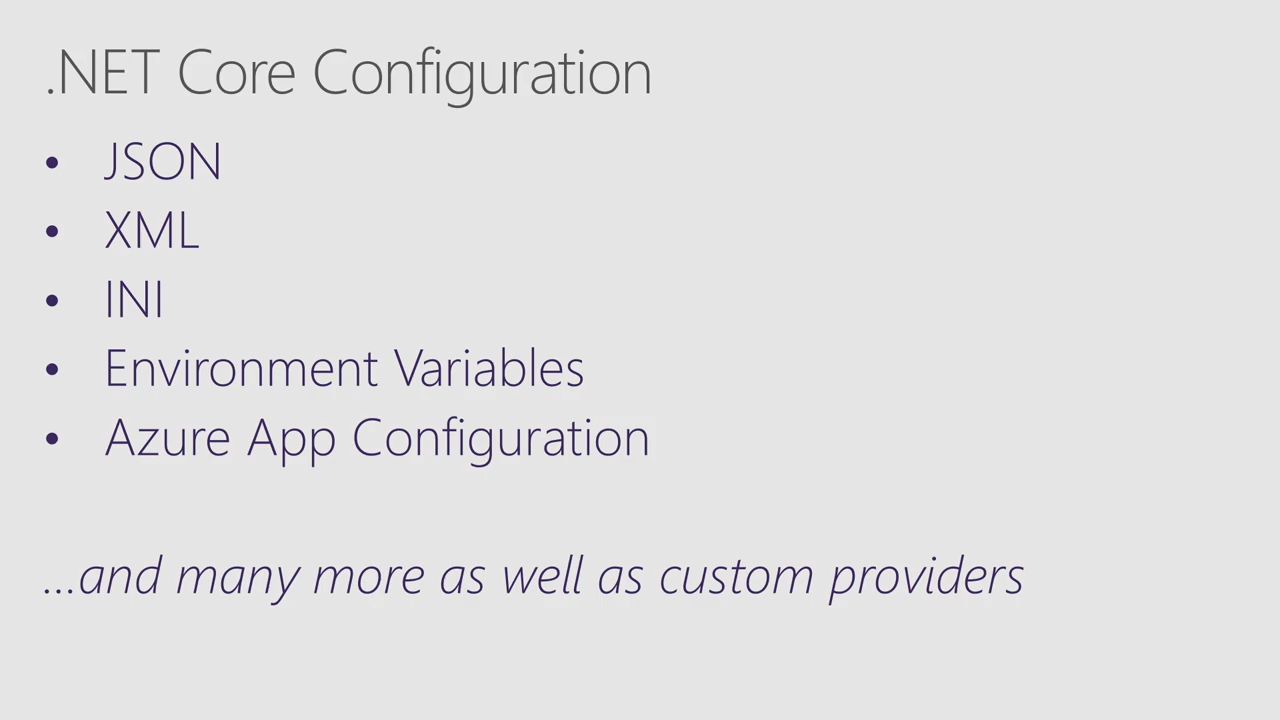 .NET Core Configuration
• JSON
• XML
• INI
• Environment Variables
• Azure App Configuration
...and many more as well as custom providers